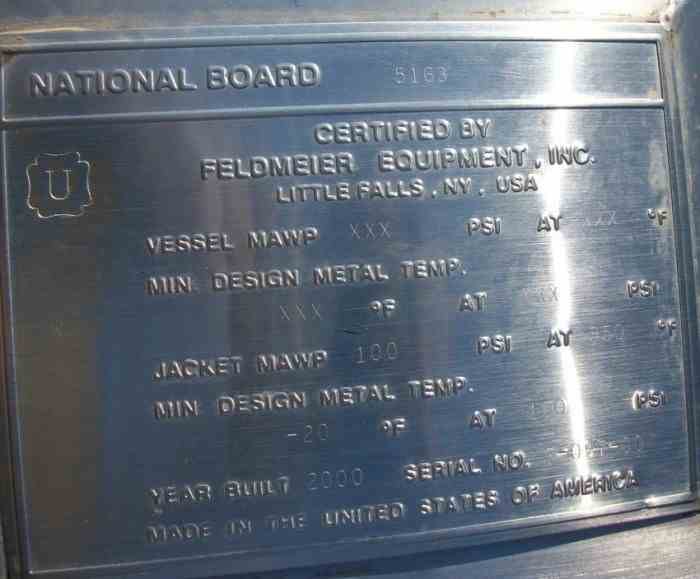 NATIONAL BOARD 5163
CERTIFIED BY
FELDMEIER EQUIPMENT, INC.
LITTLE FALLS, NY, USA
U
VESSEL MAWP XXX PSI AT XXX °F
MIN. DESIGN METAL TEMP.
XXX °F AT XXX PSI
JACKET MAWP 100 PSI AT °F
MIN DESIGN METAL TEMP.
-20 °F AT PSI
YEAR BUILT 2000 SERIAL NO.
MADE IN THE UNITED STATES OF AMERICA